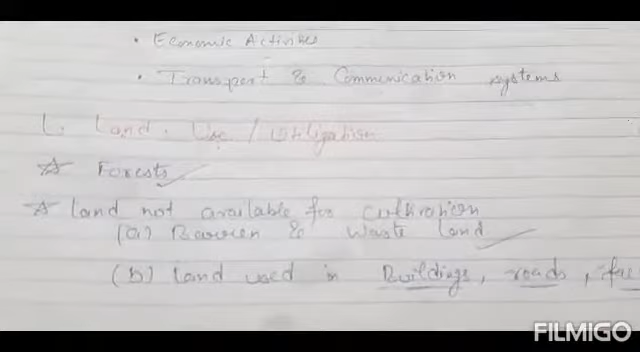 • Economic Activities
• Transport & Communication systems
1. Land Use / Utilization
☆ Forests
☆ Land not available for cultivation
(a) Barren & Waste land
(b) Land used in Buildings, roads,
FILMIGO